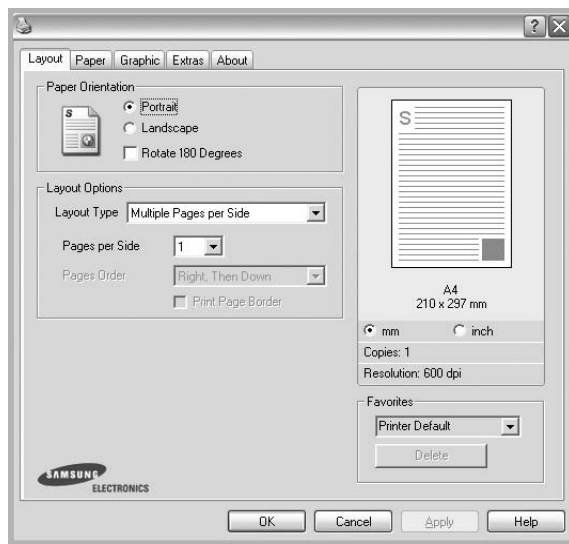 Layout Paper Graphic Extras About
Paper Orientation
S
Portrait
Landscape
Rotate 180 Degrees
Layout Options
Layout Type Multiple Pages per Side
Pages per Side 1
Pages Order Right, Then Down
Print Page Border
S
A4
210 x 297 mm
mm inch
Copies: 1
Resolution: 600 dpi
Favorites
Printer Default
Delete
SAMSUNG
ELECTRONICS
OK Cancel Apply Help